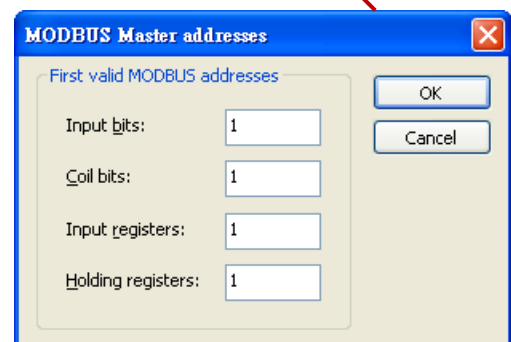 MODBUS Master addresses
First valid MODBUS addresses
OK
Input bits: 1
Cancel
Coil bits: 1
Input registers: 1
Holding registers: 1